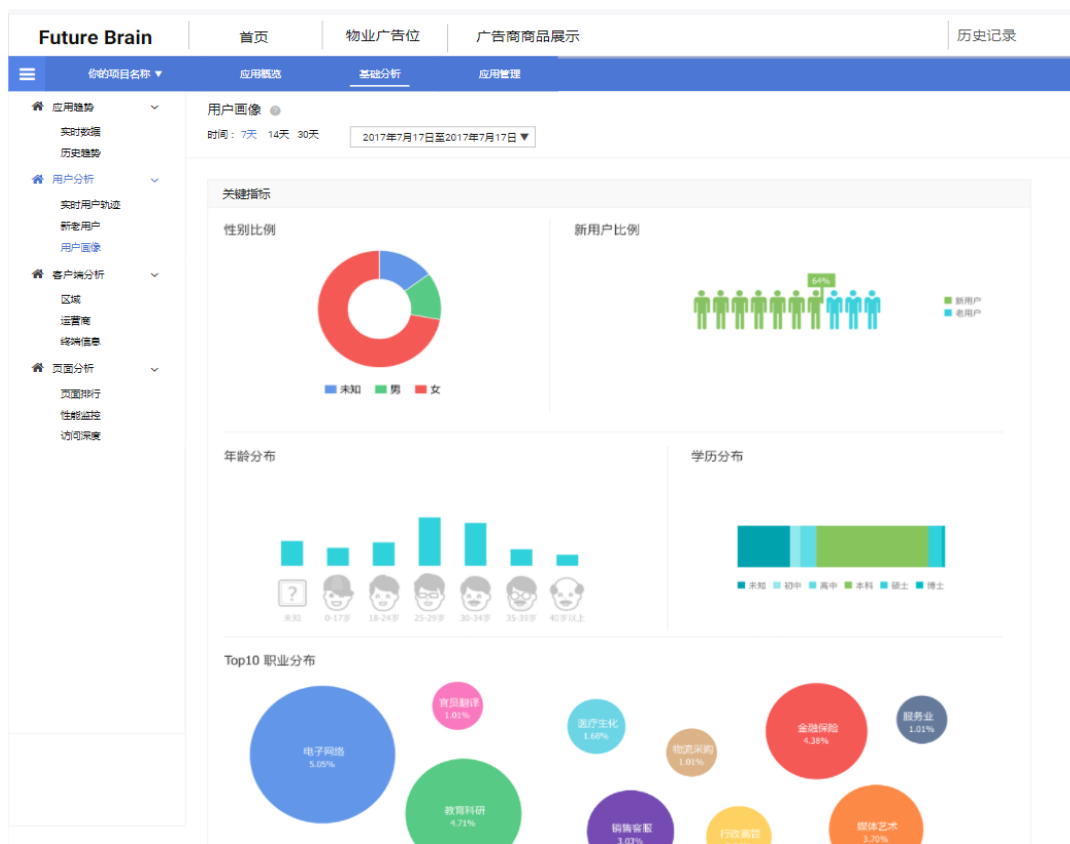 Future Brain
首页
物业广告位
广告商商品展示
历史记录
你的项目名称 ▼
应用概览
基础分析
应用管理
应用趋势
实时数据
历史趋势
用户分析
实时用户轨迹
新老用户
用户画像
客户端分析
区域
运营商
终端信息
页面分析
页面排行
性能监控
访问深度
用户画像 ?
时间： 7天 14天 30天
2017年7月17日至2017年7月17日 ▼
关键指标
性别比例
未知 男 女
新用户比例
64%
新用户
老用户
年龄分布
?
未知 0-17岁 18-24岁 25-29岁 30-34岁 35-39岁 40岁以上
学历分布
未知 初中 高中 本科 硕士 博士
Top10 职业分布
电子网络
5.05%
官员翻译
1.01%
教育科研
4.71%
医疗生化
1.68%
物流采购
1.01%
金融保险
4.38%
服务业
1.01%
销售客服
3.03%
行政高管
媒体艺术
3.70%